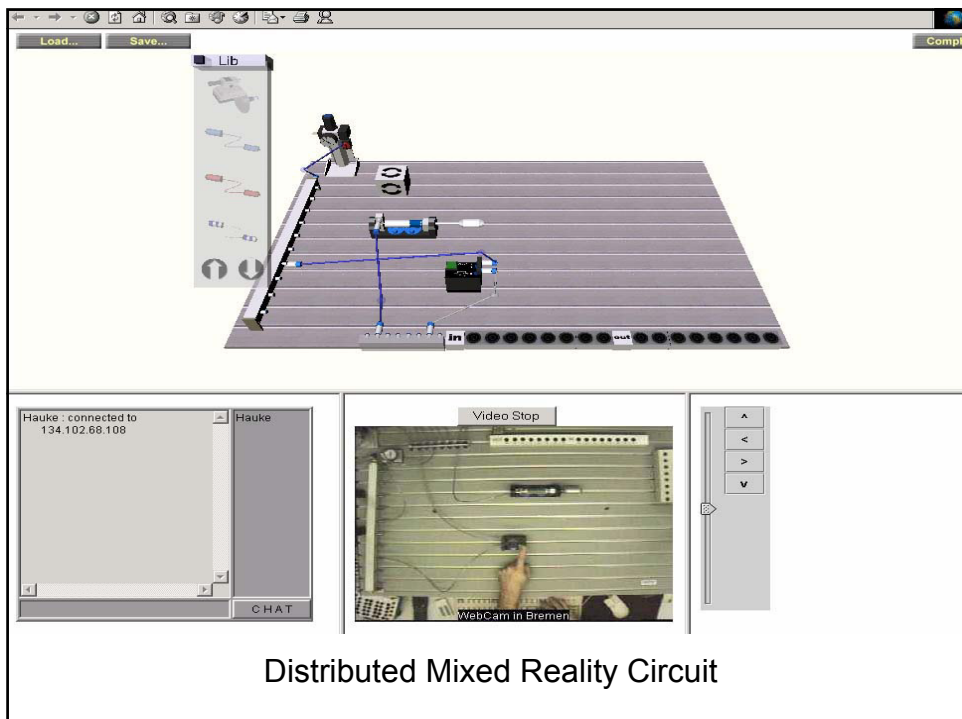 Load...
Save...
Compl
Lib
in
out
Hauke : connected to
134.102.68.108
Hauke
CHAT
Video Stop
WebCam in Bremen
^
<
>
v
Distributed Mixed Reality Circuit